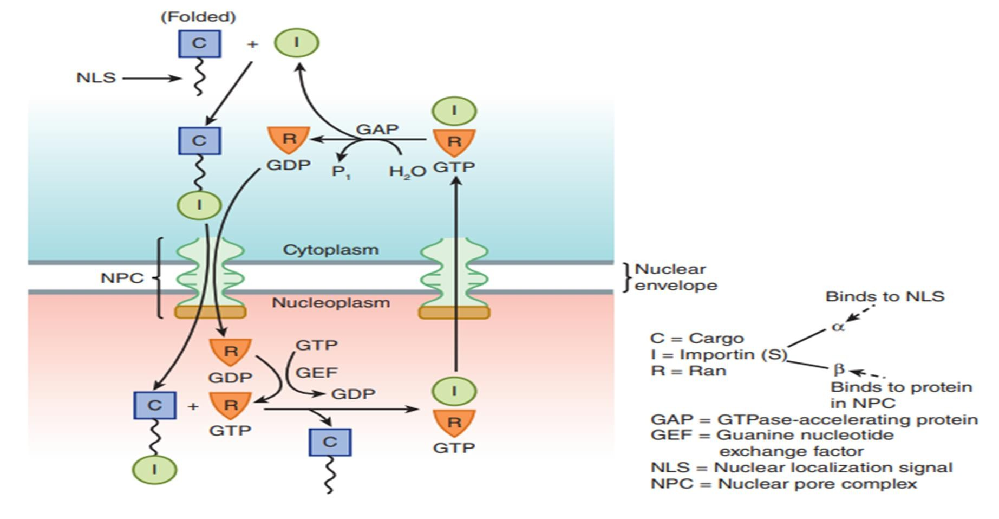 (Folded)
C + I
NLS
I
C
R
GAP
R
GDP
P₁
H₂O
GTP
I
Cytoplasm
NPC
Nuclear
envelope
Nucleoplasm
R
GTP
GDP
GEF
GDP
I
C + R
GTP
R
C
GTP
I
Binds to NLS
α
C = Cargo
I = Importin (S)
R = Ran
β
Binds to protein
in NPC
GAP = GTPase-accelerating protein
GEF = Guanine nucleotide
exchange factor
NLS = Nuclear localization signal
NPC = Nuclear pore complex